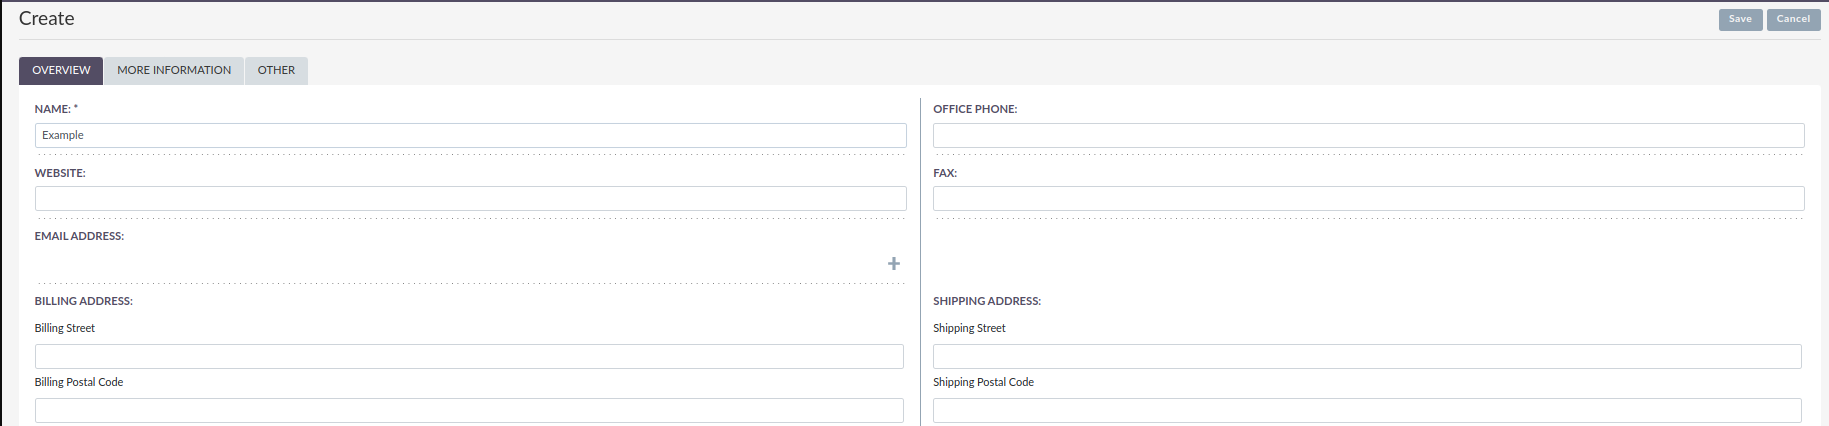 Create
Save Cancel
OVERVIEW MORE INFORMATION OTHER
NAME: * OFFICE PHONE:
Example
WEBSITE: FAX:
EMAIL ADDRESS:
BILLING ADDRESS: SHIPPING ADDRESS:
Billing Street Shipping Street
Billing Postal Code Shipping Postal Code